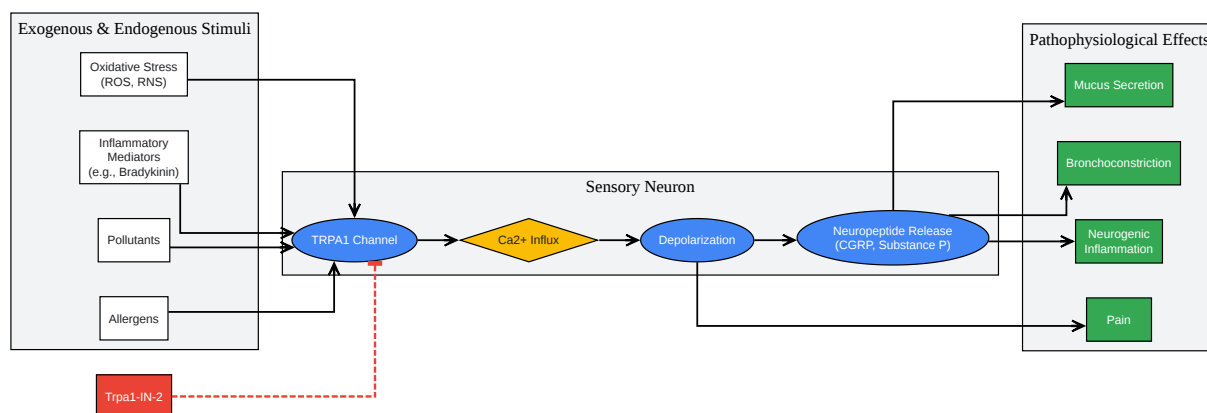 Exogenous & Endogenous Stimuli
Oxidative Stress
(ROS, RNS)
Inflammatory
Mediators
(e.g., Bradykinin)
Pollutants
Allergens
Trpa1-IN-2
Sensory Neuron
TRPA1 Channel
Ca2+ Influx
Depolarization
Neuropeptide Release
(CGRP, Substance P)
Pathophysiological Effects
Mucus Secretion
Bronchoconstriction
Neurogenic
Inflammation
Pain